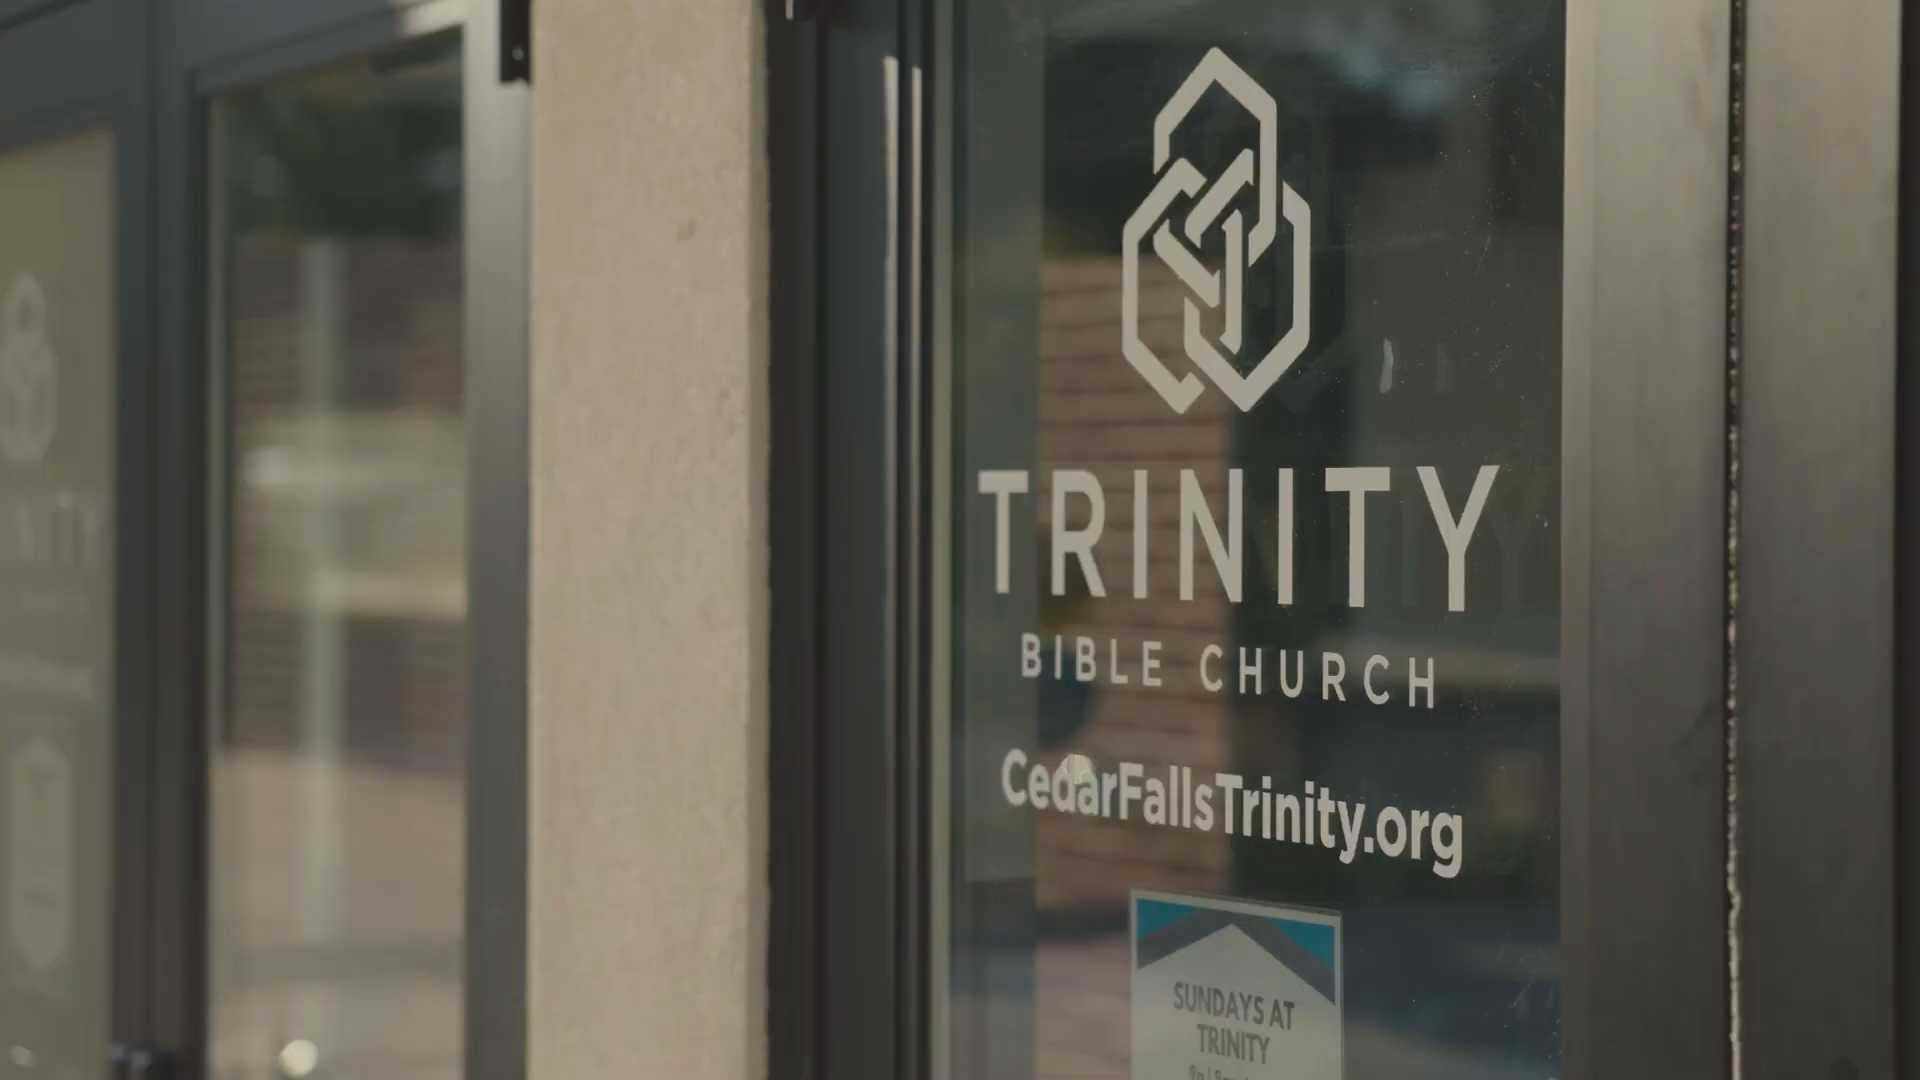 TRINITY
BIBLE CHURCH
CedarFallsTrinity.org
SUNDAYS AT
TRINITY